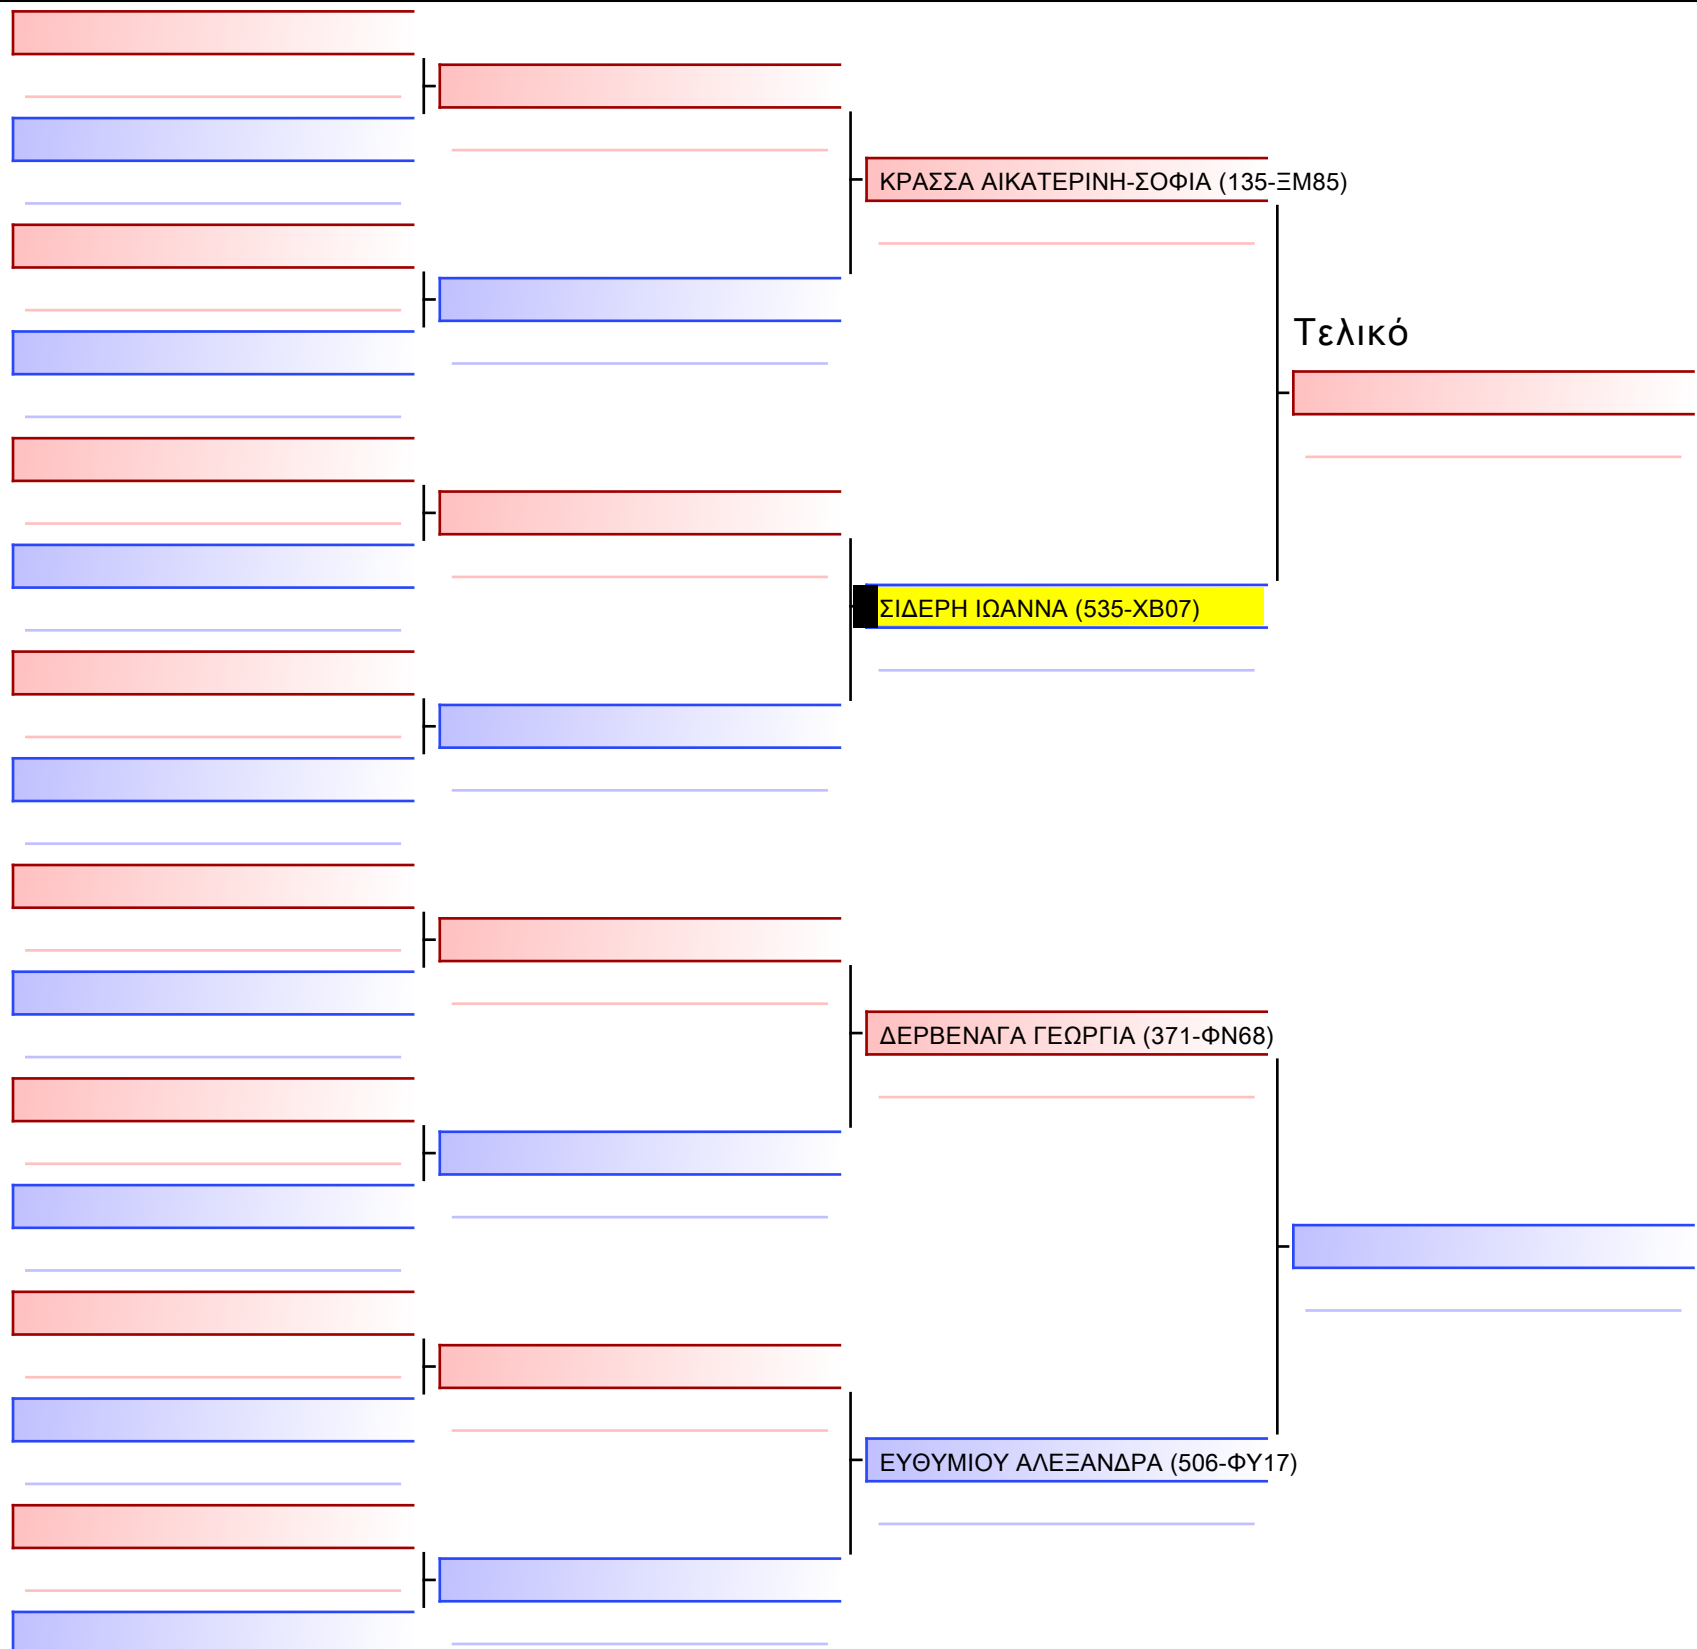 ΚΡΑΣΣΑ ΑΙΚΑΤΕΡΙΝΗ-ΣΟΦΙΑ (135-ΞΜ85)
Τελικό
ΣΙΔΕΡΗ ΙΩΑΝΝΑ (535-ΧΒ07)
ΔΕΡΒΕΝΑΓΑ ΓΕΩΡΓΙΑ (371-ΦΝ68)
ΕΥΘΥΜΙΟΥ ΑΛΕΞΑΝΔΡΑ (506-ΦΥ17)